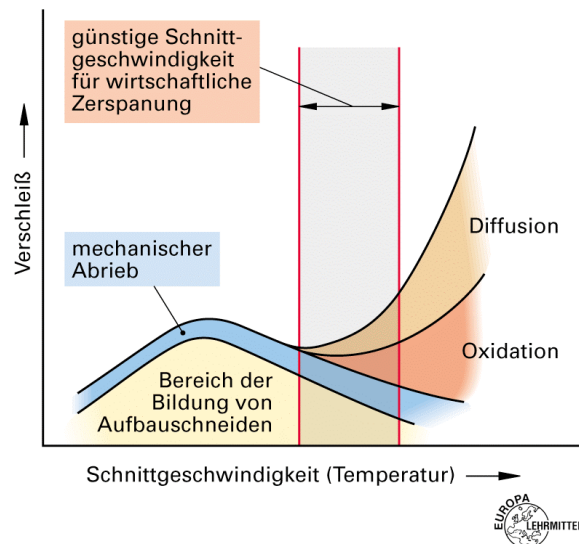 günstige Schnitt-
geschwindigkeit
für wirtschaftliche
Zerspanung
Verschleiß
mechanischer
Abrieb
Diffusion
Oxidation
Bereich der
Bildung von
Aufbauschneiden
Schnittgeschwindigkeit (Temperatur)
EUROPA
LEHRMITTEL